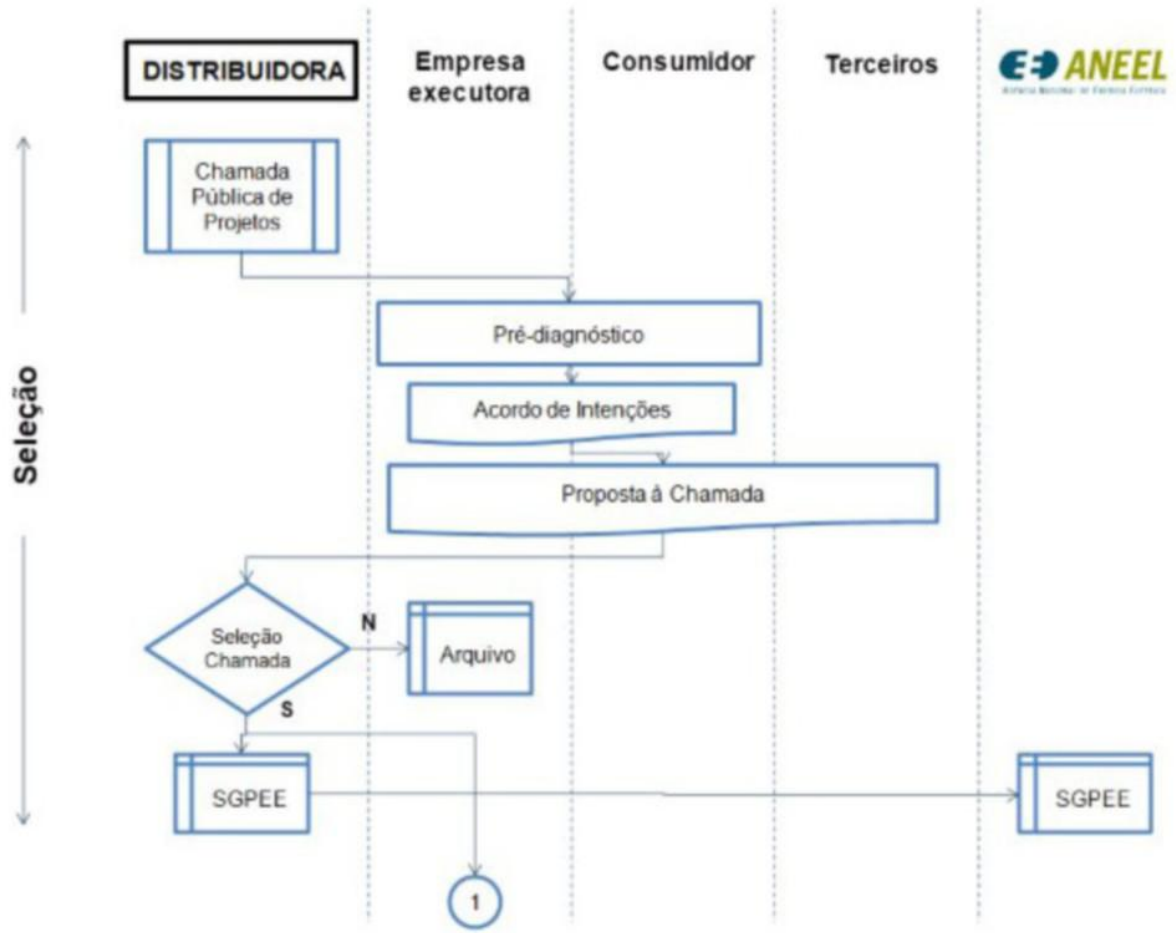 DISTRIBUIDORA
Empresa
executora
Consumidor
Terceiros
ANEEL
Seleção
Chamada
Pública de
Projetos
Pré-diagnóstico
Acordo de Intenções
Proposta à Chamada
Seleção
Chamada
N
Arquivo
S
SGPEE
SGPEE
1